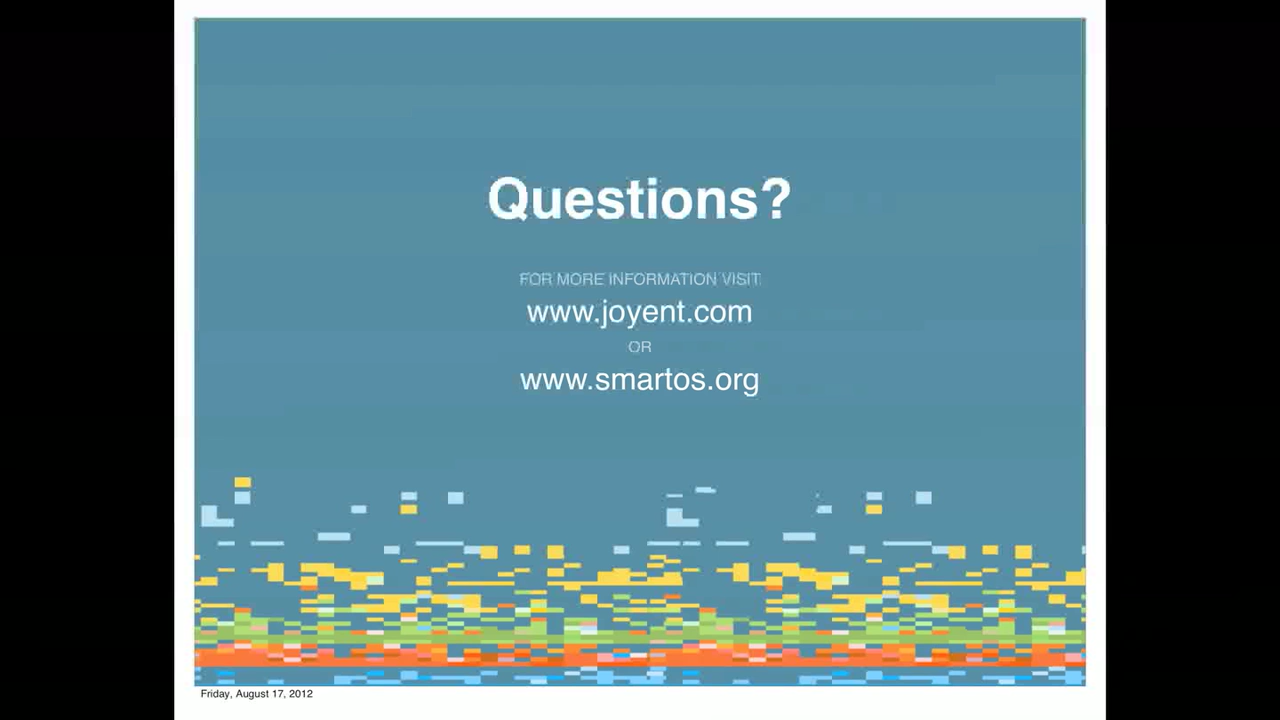 Questions?
FOR MORE INFORMATION VISIT
www.joyent.com
OR
www.smartos.org
Friday, August 17, 2012